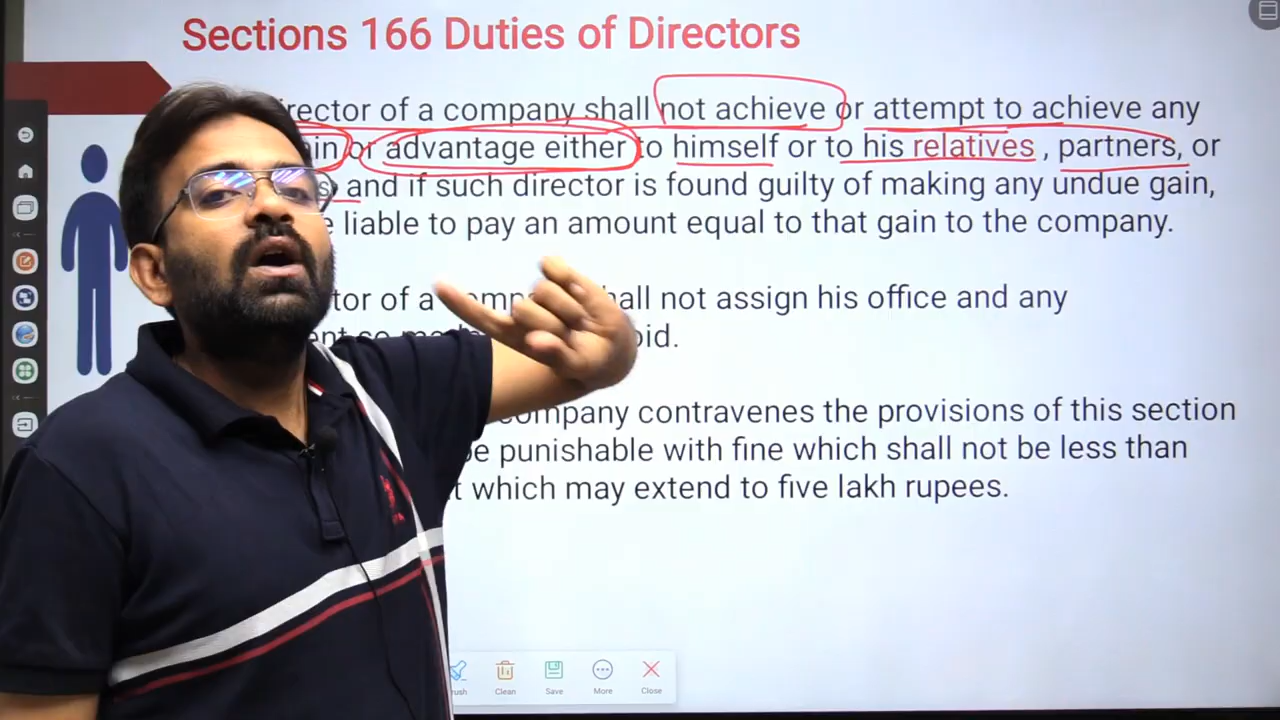 Sections 166 Duties of Directors
irector of a company shall not achieve or attempt to achieve any
in or advantage either to himself or to his relatives , partners, or
s, and if such director is found guilty of making any undue gain,
e liable to pay an amount equal to that gain to the company.
tor of a hall not assign his office and any
oid.
company contravenes the provisions of this section
be punishable with fine which shall not be less than
t which may extend to five lakh rupees.
rush Clean Save More Close